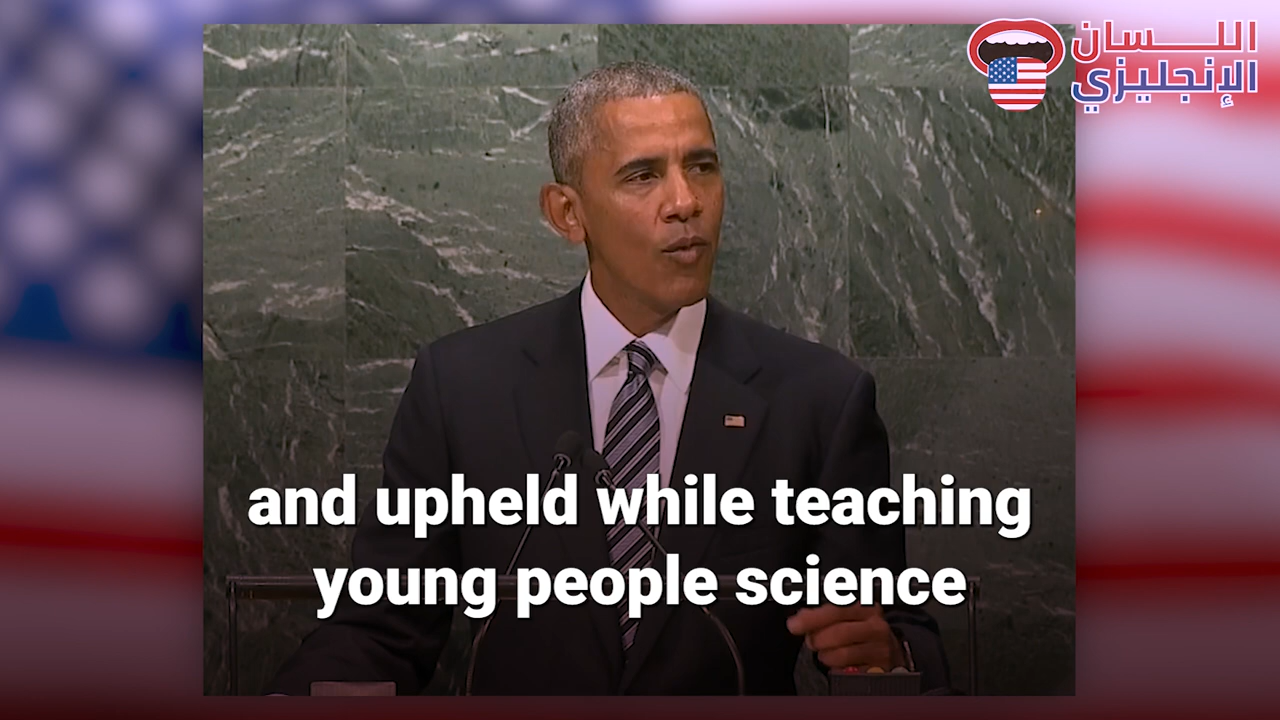 اللسان
الإنجليزي
and upheld while teaching
young people science